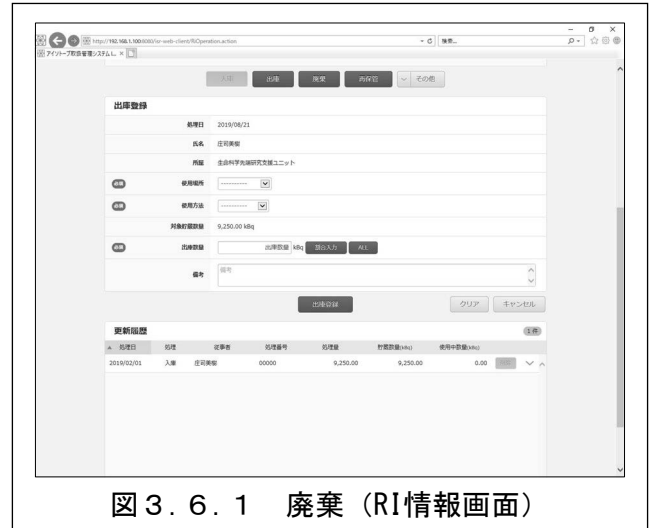 http://192.168.1.100:8080/isr-web-client/RIOperation.action
検索...
アイソトープ取扱管理システム L... ×
入庫 出庫 廃棄 再保管 その他
出庫登録
処理日 2019/08/21
氏名 庄司美樹
所属 生命科学先端研究支援ユニット
必須 使用場所 ----------
必須 使用方法 ----------
対象貯蔵数量 9,250.00 kBq
必須 出庫数量 出庫数量 kBq 割合入力 ALL
備考 備考
出庫登録 クリア キャンセル
更新履歴 1件
処理日 処理 従事者 処理番号 処理量 貯蔵数量(kBq) 使用中数量(kBq)
2019/02/01 入庫 庄司美樹 00000 9,250.00 9,250.00 0.00
図3.6.1 廃棄（RI情報画面）